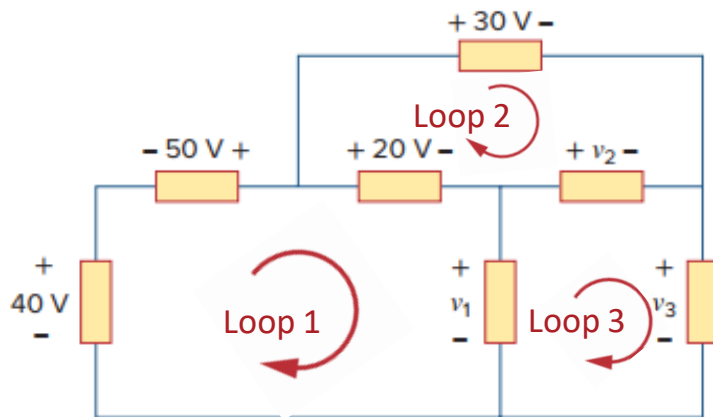 + 30 V –
Loop 2
– 50 V +
+ 20 V –
+ v₂ –
+
40 V
–
Loop 1
+
v₁
–
Loop 3
+
v₃
–